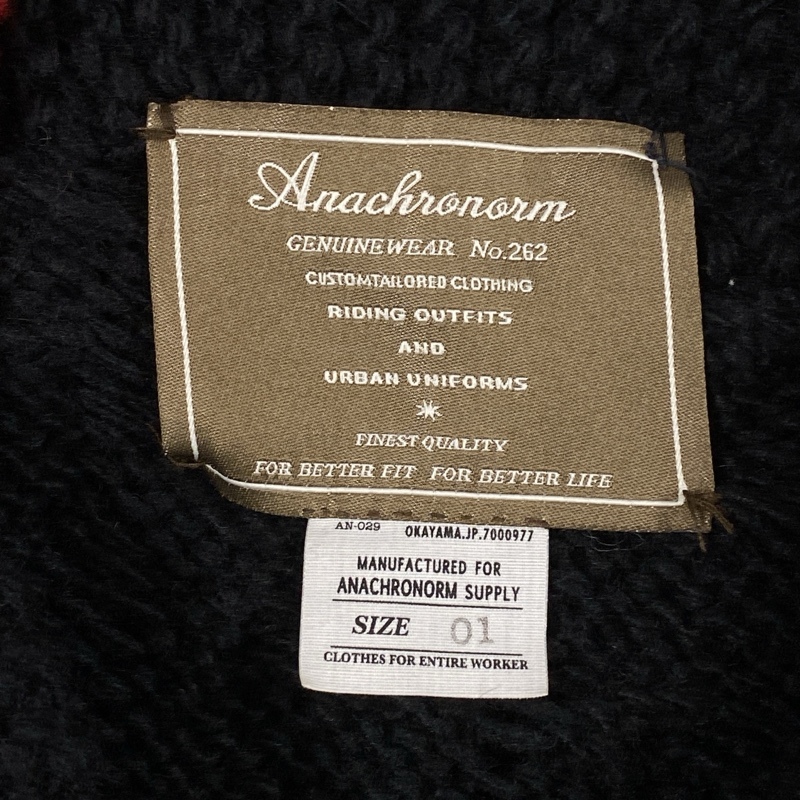 Anachronorm
GENUINEWEAR No.262
CUSTOMTAILORED CLOTHING
RIDING OUTFITS
AND
URBAN UNIFORMS
FINEST QUALITY
FOR BETTER FIT FOR BETTER LIFE
AN-029 OKAYAMA.JP.7000977
MANUFACTURED FOR
ANACHRONORM SUPPLY
SIZE 01
CLOTHES FOR ENTIRE WORKER